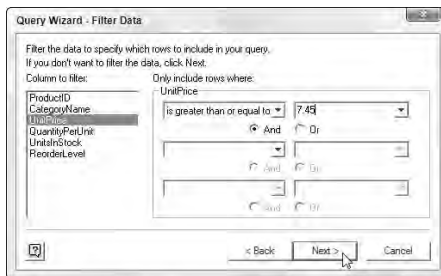 Query Wizard - Filter Data
Filter the data to specify which rows to include in your query.
If you don't want to filter the data, click Next.
Column to filter:
Only include rows where:
ProductID
CategoryName
UnitPrice
QuantityPerUnit
UnitsInStock
ReorderLevel
UnitPrice
is greater than or equal to
7.45
And
Or
And
Or
And
Or
?
< Back
Next >
Cancel